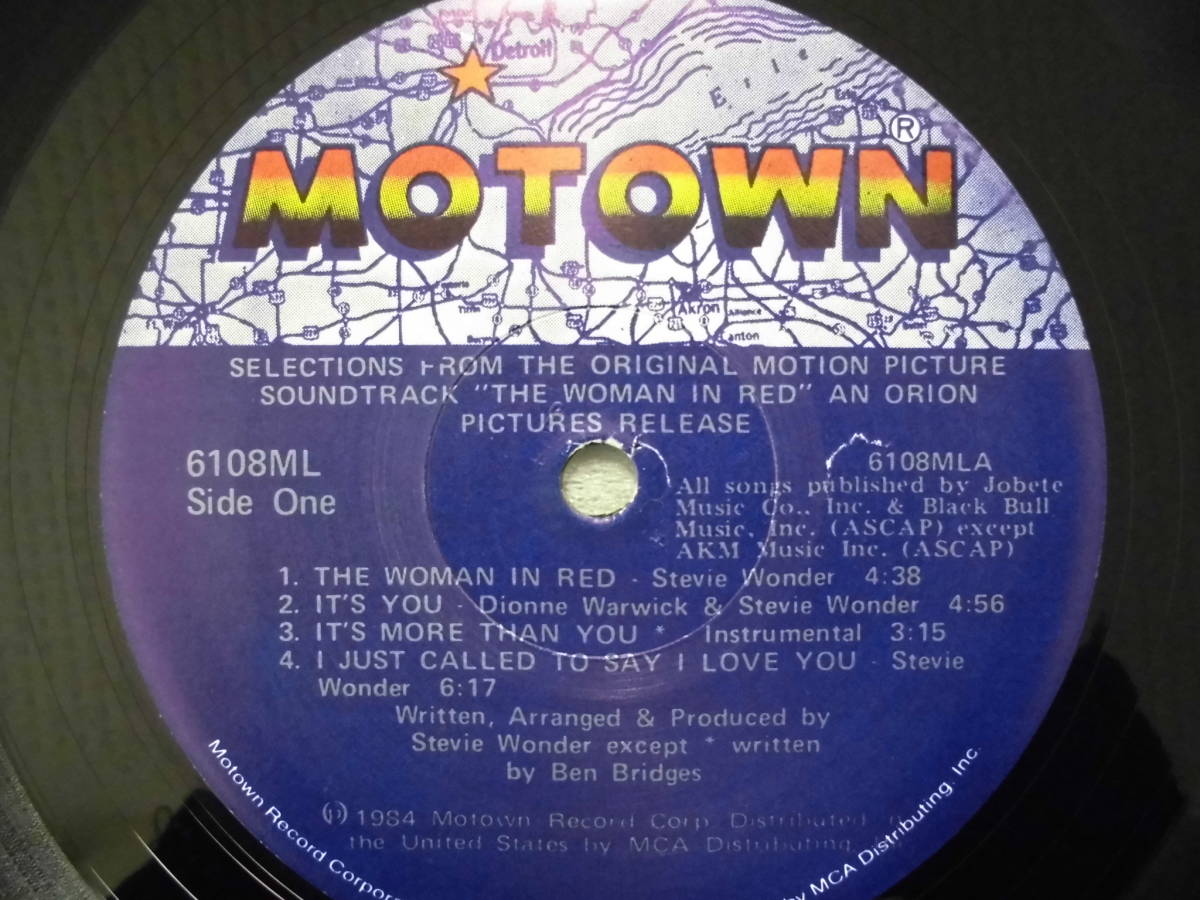 Detroit
Erie
MOTOWN®
Akron
SELECTIONS FROM THE ORIGINAL MOTION PICTURE
SOUNDTRACK "THE WOMAN IN RED" AN ORION
PICTURES RELEASE
6108ML
Side One
6108MLA
All songs published by Jobete
Music Co., Inc. & Black Bull
Music, Inc. (ASCAP) except
AKM Music Inc. (ASCAP)
1. THE WOMAN IN RED - Stevie Wonder 4:38
2. IT'S YOU - Dionne Warwick & Stevie Wonder 4:56
3. IT'S MORE THAN YOU * Instrumental 3:15
4. I JUST CALLED TO SAY I LOVE YOU - Stevie
Wonder 6:17
Written, Arranged & Produced by
Stevie Wonder except * written
by Ben Bridges
℗ 1984 Motown Record Corp. Distributed
the United States by MCA Distributing
Motown Record Corpor
by MCA Distributing, Inc.